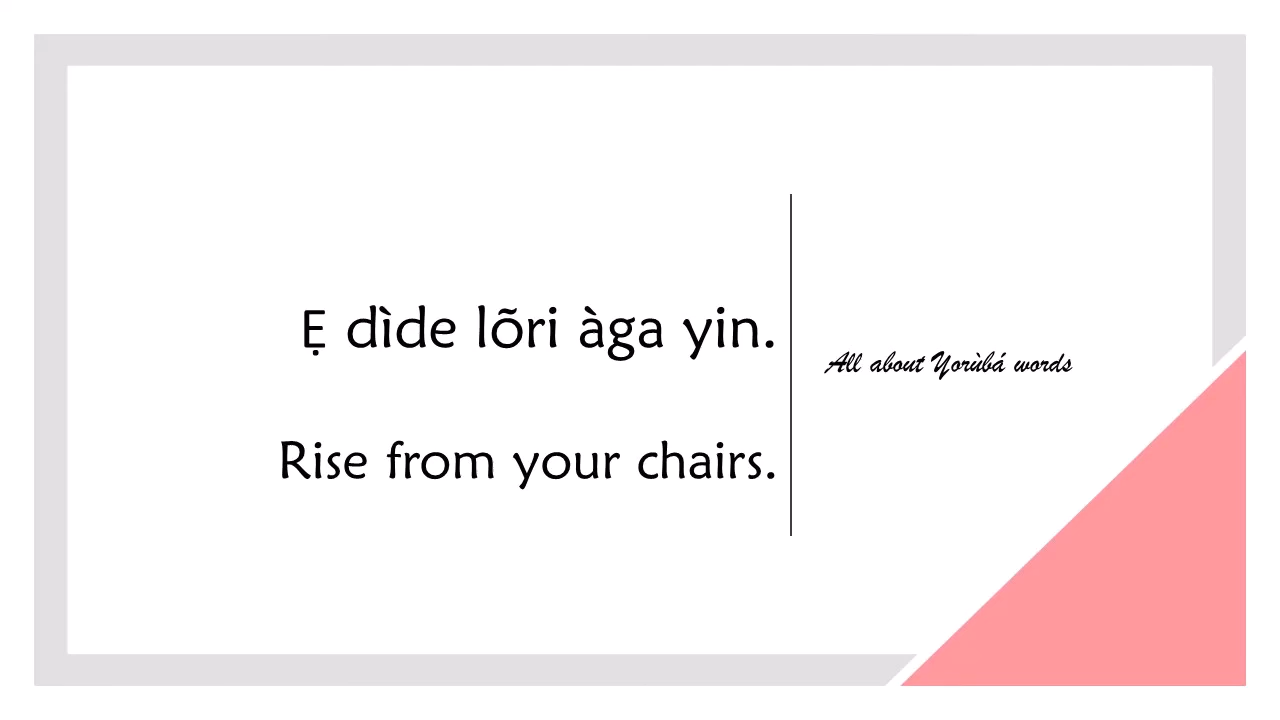 Ẹ dìde lõri àga yin.
Rise from your chairs.
All about Yorùbá words